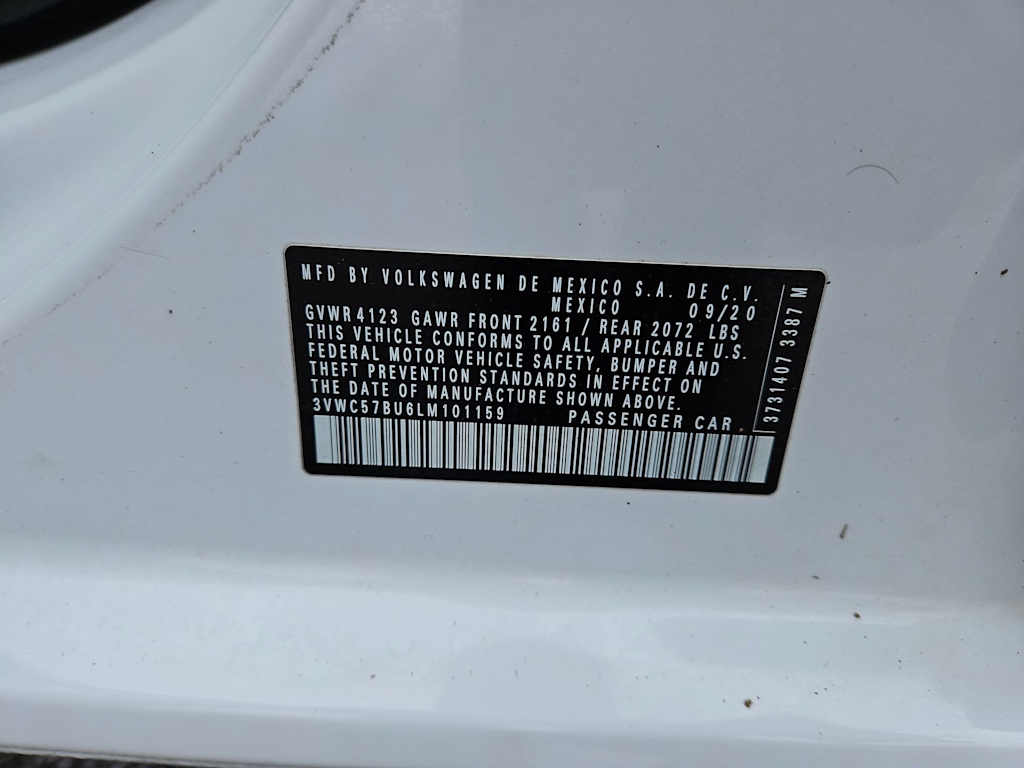 MFD BY VOLKSWAGEN DE MEXICO S.A. DE C.V.
MEXICO 09/20
GVWR 4123 GAWR FRONT 2161 / REAR 2072 LBS
THIS VEHICLE CONFORMS TO ALL APPLICABLE U.S.
FEDERAL MOTOR VEHICLE SAFETY, BUMPER AND
THEFT PREVENTION STANDARDS IN EFFECT ON
THE DATE OF MANUFACTURE SHOWN ABOVE.
3VWC57BU6LM101159 PASSENGER CAR
3731407 3387 M